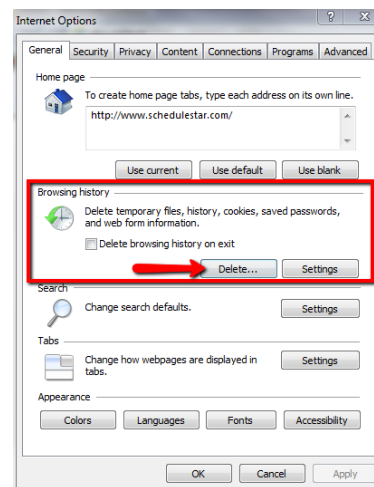 Internet Options
General Security Privacy Content Connections Programs Advanced
Home page
To create home page tabs, type each address on its own line.
http://www.schedulestar.com/
Use current Use default Use blank
Browsing history
Delete temporary files, history, cookies, saved passwords,
and web form information.
Delete browsing history on exit
Delete... Settings
Search
Change search defaults. Settings
Tabs
Change how webpages are displayed in Settings
tabs.
Appearance
Colors Languages Fonts Accessibility
OK Cancel Apply